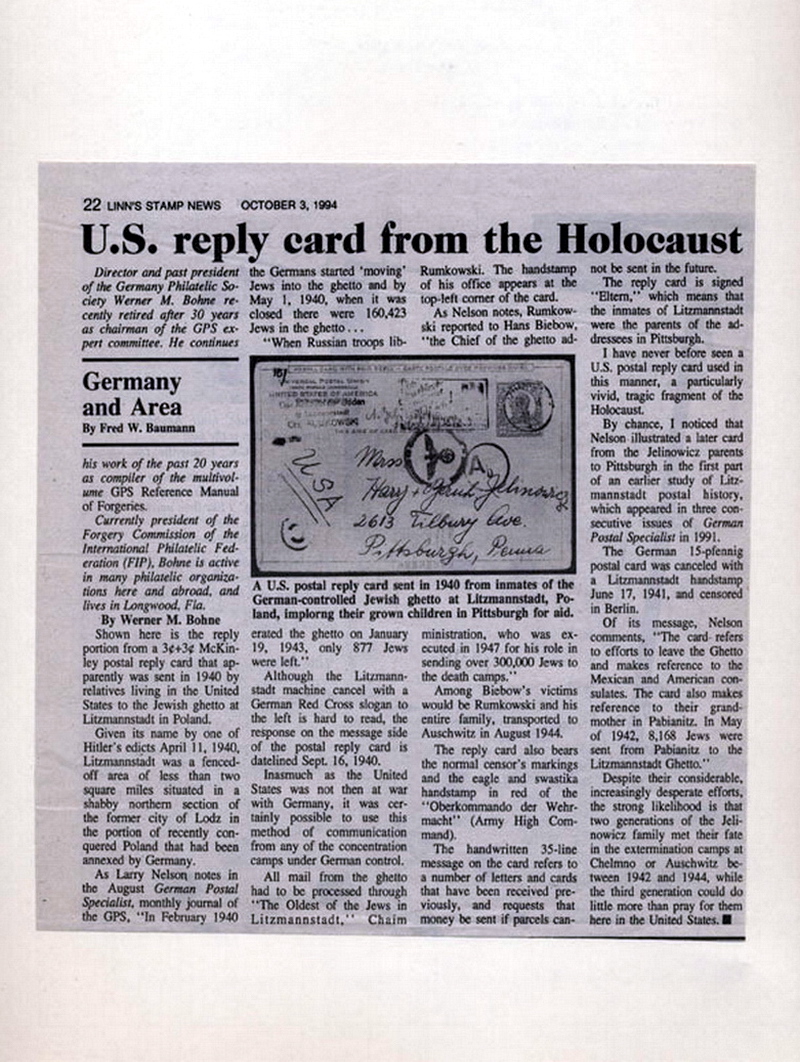 22 LINN'S STAMP NEWS OCTOBER 3, 1994
U.S. reply card from the Holocaust
Director and past president
of the Germany Philatelic So-
ciety Werner M. Bohne re-
cently retired after 30 years
as chairman of the GPS ex-
pert committee. He continues
Germany
and Area
By Fred W. Baumann
his work of the past 20 years
as compiler of the multivol-
ume GPS Reference Manual
of Forgeries.
Currently president of the
Forgery Commission of the
International Philatelic Fed-
eration (FIP), Bohne is active
in many philatelic organiza-
tions here and abroad, and
lives in Longwood, Fla.
By Werner M. Bohne
Shown here is the reply
portion from a 3¢+3¢ McKin-
ley postal reply card that ap-
parently was sent in 1940 by
relatives living in the United
States to the Jewish ghetto at
Litzmannstadt in Poland.
Given its name by one of
Hitler's edicts April 11, 1940,
Litzmannstadt was a fenced-
off area of less than two
square miles situated in a
shabby northern section of
the former city of Lodz in
the portion of recently con-
quered Poland that had been
annexed by Germany.
As Larry Nelson notes in
the August German Postal
Specialist, monthly journal of
the GPS, "In February 1940
the Germans started 'moving'
Jews into the ghetto and by
May 1, 1940, when it was
closed there were 160,423
Jews in the ghetto . . .
"When Russian troops lib-
UNITED STATES OF AMERICA
USA
Miss
Hary + Gerut Jelinowicz
2613 Tilbury Ave.
Pittsburgh, Penna
A U.S. postal reply card sent in 1940 from inmates of the
German-controlled Jewish ghetto at Litzmannstadt, Po-
land, implorng their grown children in Pittsburgh for aid.
erated the ghetto on January
19, 1943, only 877 Jews
were left."
Although the Litzmann-
stadt machine cancel with a
German Red Cross slogan to
the left is hard to read, the
response on the message side
of the postal reply card is
datelined Sept. 16, 1940.
Inasmuch as the United
States was not then at war
with Germany, it was cer-
tainly possible to use this
method of communication
from any of the concentration
camps under German control.
All mail from the ghetto
had to be processed through
"The Oldest of the Jews in
Litzmannstadt," Chaim
Rumkowski. The handstamp
of his office appears at the
top-left corner of the card.
As Nelson notes, Rumkow-
ski reported to Hans Biebow,
"the Chief of the ghetto ad-
ministration, who was ex-
ecuted in 1947 for his role in
sending over 300,000 Jews to
the death camps."
Among Biebow's victims
would be Rumkowski and his
entire family, transported to
Auschwitz in August 1944.
The reply card also bears
the normal censor's markings
and the eagle and swastika
handstamp in red of the
"Oberkommando der Wehr-
macht" (Army High Com-
mand).
The handwritten 35-line
message on the card refers to
a number of letters and cards
that have been received pre-
viously, and requests that
money be sent if parcels can-
not be sent in the future.
The reply card is signed
"Eltern," which means that
the inmates of Litzmannstadt
were the parents of the ad-
dressees in Pittsburgh.
I have never before seen a
U.S. postal reply card used in
this manner, a particularly
vivid, tragic fragment of the
Holocaust.
By chance, I noticed that
Nelson illustrated a later card
from the Jelinowicz parents
to Pittsburgh in the first part
of an earlier study of Litz-
mannstadt postal history,
which appeared in three con-
secutive issues of German
Postal Specialist in 1991.
The German 15-pfennig
postal card was canceled with
a Litzmannstadt handstamp
June 17, 1941, and censored
in Berlin.
Of its message, Nelson
comments, "The card refers
to efforts to leave the Ghetto
and makes reference to the
Mexican and American con-
sulates. The card also makes
reference to their grand-
mother in Pabianitz. In May
of 1942, 8,168 Jews were
sent from Pabianitz to the
Litzmannstadt Ghetto."
Despite their considerable,
increasingly desperate efforts,
the strong likelihood is that
two generations of the Jeli-
nowicz family met their fate
in the extermination camps at
Chelmno or Auschwitz be-
tween 1942 and 1944, while
the third generation could do
little more than pray for them
here in the United States. ■